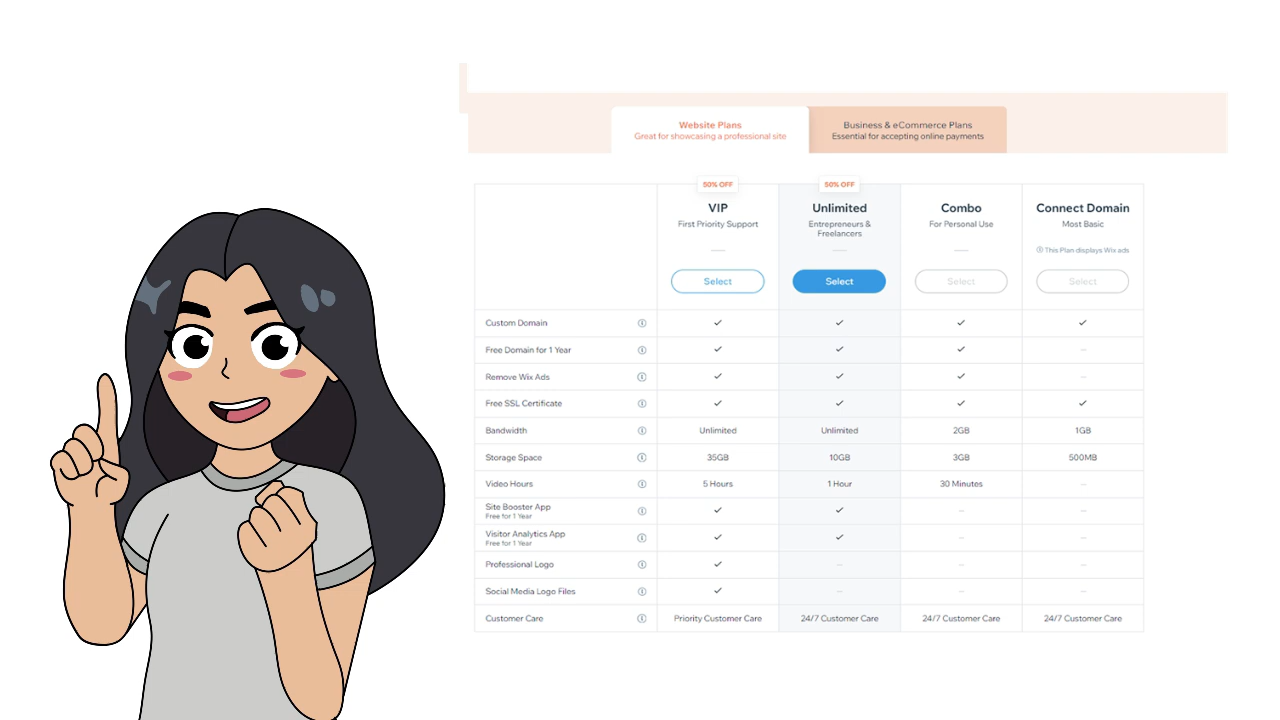 Website Plans
Great for showcasing a professional site
Business & eCommerce Plans
Essential for accepting online payments
50% OFF
50% OFF
VIP
First Priority Support
Unlimited
Entrepreneurs &
Freelancers
Combo
For Personal Use
Connect Domain
Most Basic
This Plan displays Wix ads
Select
Select
Select
Select
Custom Domain
Free Domain for 1 Year
Remove Wix Ads
Free SSL Certificate
Bandwidth Unlimited Unlimited 2GB 1GB
Storage Space 35GB 10GB 3GB 500MB
Video Hours 5 Hours 1 Hour 30 Minutes
Site Booster App
Free for 1 Year
Visitor Analytics App
Free for 1 Year
Professional Logo
Social Media Logo Files
Customer Care Priority Customer Care 24/7 Customer Care 24/7 Customer Care 24/7 Customer Care